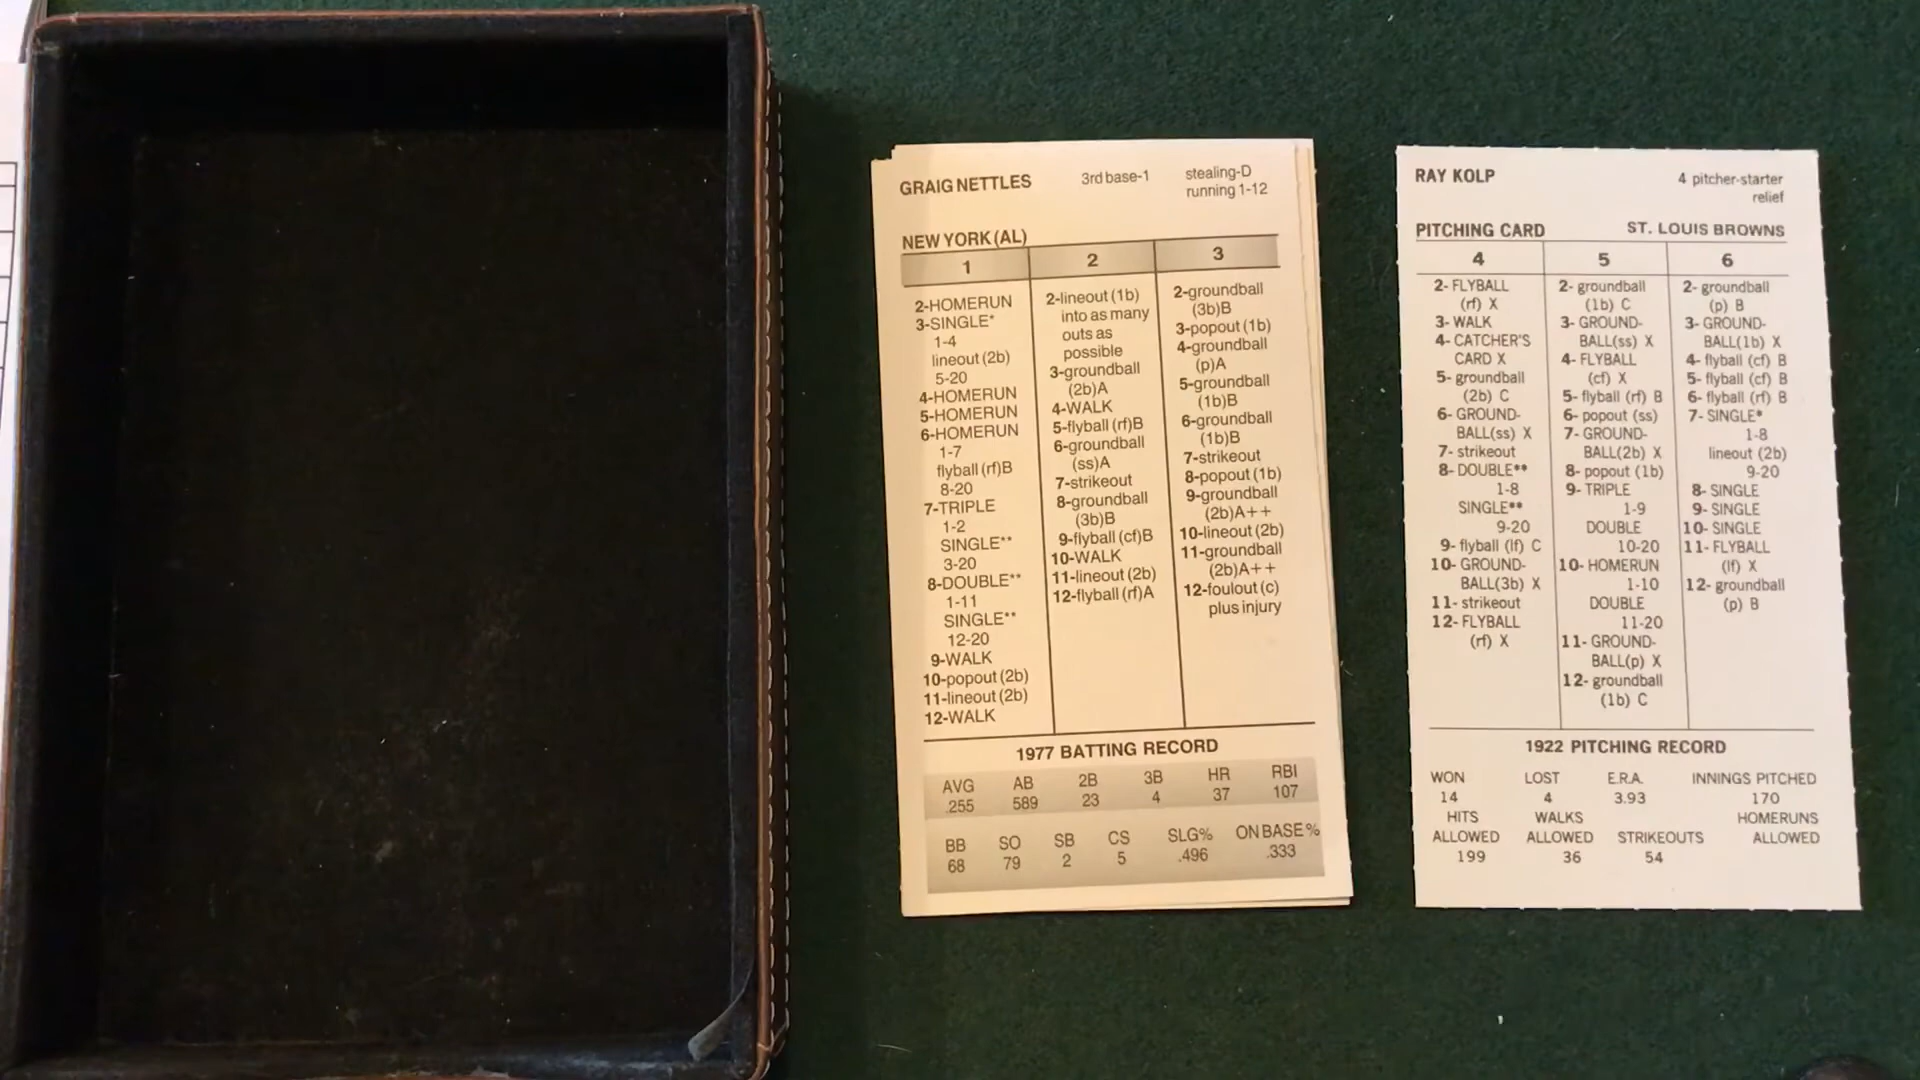 GRAIG NETTLES
3rd base-1
stealing-D
running 1-12
NEW YORK (AL)
1
2-HOMERUN
3-SINGLE*
1-4
lineout (2b)
5-20
4-HOMERUN
5-HOMERUN
6-HOMERUN
1-7
flyball (rf)B
8-20
7-TRIPLE
1-2
SINGLE**
3-20
8-DOUBLE**
1-11
SINGLE**
12-20
9-WALK
10-popout (2b)
11-lineout (2b)
12-WALK
2
2-lineout (1b)
into as many
outs as
possible
3-groundball
(2b)A
4-WALK
5-flyball (rf)B
6-groundball
(ss)A
7-strikeout
8-groundball
(3b)B
9-flyball (cf)B
10-WALK
11-lineout (2b)
12-flyball (rf)A
3
2-groundball
(3b)B
3-popout (1b)
4-groundball
(p)A
5-groundball
(1b)B
6-groundball
(1b)B
7-strikeout
8-popout (1b)
9-groundball
(2b)A++
10-lineout (2b)
11-groundball
(2b)A++
12-foulout (c)
plus injury
1977 BATTING RECORD
AVG AB 2B 3B HR RBI
.255 589 23 4 37 107
BB SO SB CS SLG% ON BASE%
68 79 2 5 .496 .333
RAY KOLP
4 pitcher-starter
relief
PITCHING CARD ST. LOUIS BROWNS
4
2- FLYBALL
(rf) X
3- WALK
4- CATCHER'S
CARD X
5- groundball
(2b) C
6- GROUND-
BALL(ss) X
7- strikeout
8- DOUBLE**
1-8
SINGLE**
9-20
9- flyball (lf) C
10- GROUND-
BALL(3b) X
11- strikeout
12- FLYBALL
(rf) X
5
2- groundball
(1b) C
3- GROUND-
BALL(ss) X
4- FLYBALL
(cf) X
5- flyball (rf) B
6- popout (ss)
7- GROUND-
BALL(2b) X
8- popout (1b)
9- TRIPLE
1-9
DOUBLE
10-20
10- HOMERUN
1-10
DOUBLE
11-20
11- GROUND-
BALL(p) X
12- groundball
(1b) C
6
2- groundball
(p) B
3- GROUND-
BALL(1b) X
4- flyball (cf) B
5- flyball (cf) B
6- flyball (rf) B
7- SINGLE*
1-8
lineout (2b)
9-20
8- SINGLE
9- SINGLE
10- SINGLE
11- FLYBALL
(lf) X
12- groundball
(p) B
1922 PITCHING RECORD
WON LOST E.R.A. INNINGS PITCHED
14 4 3.93 170
HITS WALKS HOMERUNS
ALLOWED ALLOWED STRIKEOUTS ALLOWED
199 36 54